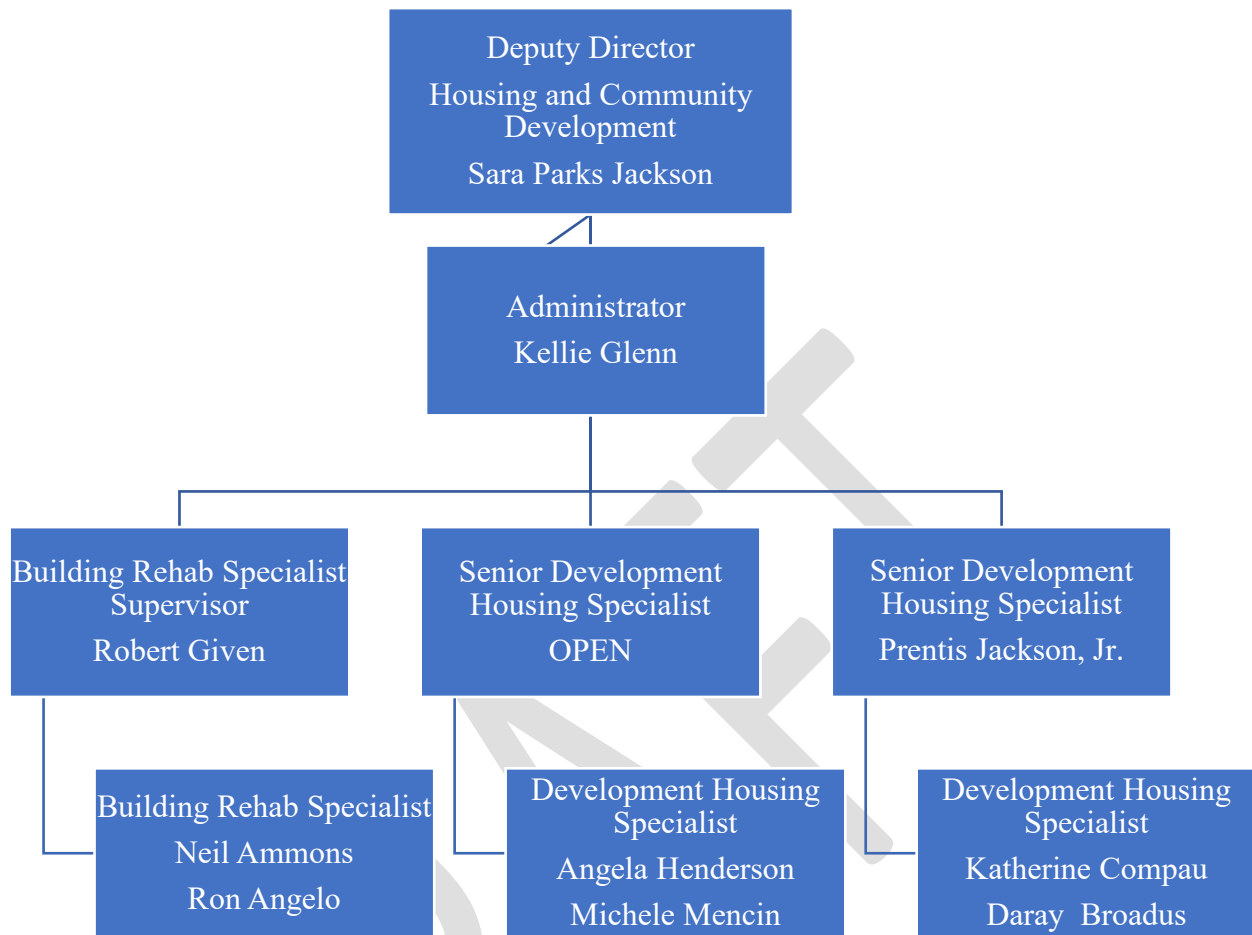 Deputy Director
Housing and Community
Development
Sara Parks Jackson
Administrator
Kellie Glenn
Building Rehab Specialist
Supervisor
Robert Given
Senior Development
Housing Specialist
OPEN
Senior Development
Housing Specialist
Prentis Jackson, Jr.
Building Rehab Specialist
Neil Ammons
Ron Angelo
Development Housing
Specialist
Angela Henderson
Michele Mencin
Development Housing
Specialist
Katherine Compau
Daray  Broadus
DRAFT